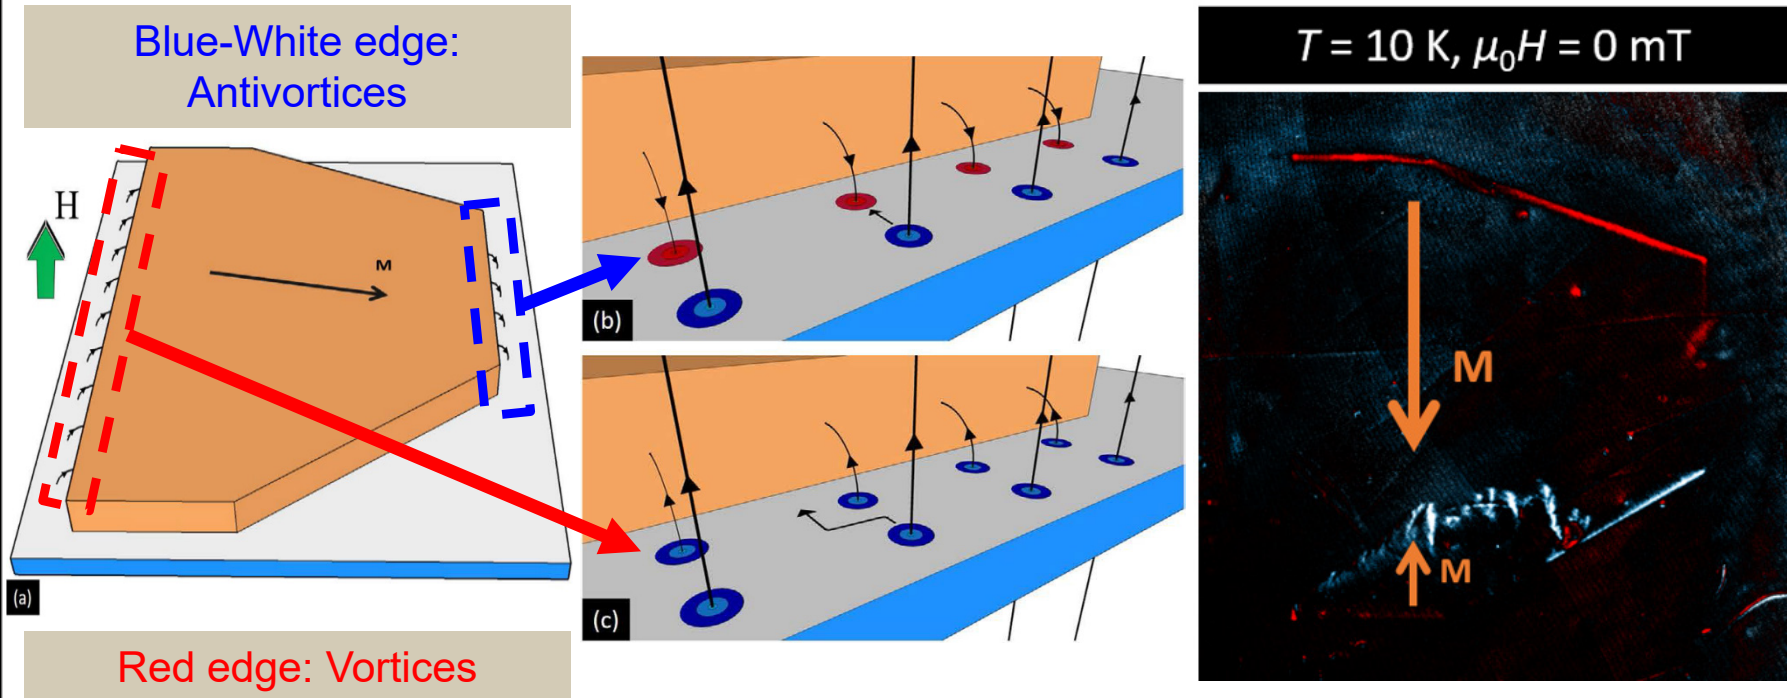 Blue-White edge:
Antivortices
H
M
(a)
Red edge: Vortices
(b)
(c)
T = 10 K, μ₀H = 0 mT
M
M